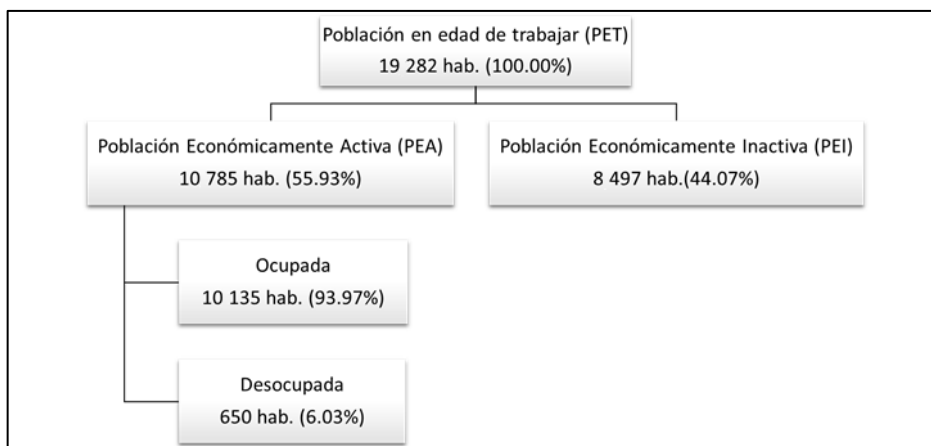 Población en edad de trabajar (PET)
19 282 hab. (100.00%)
Población Económicamente Activa (PEA)
10 785 hab. (55.93%)
Población Económicamente Inactiva (PEI)
8 497 hab.(44.07%)
Ocupada
10 135 hab. (93.97%)
Desocupada
650 hab. (6.03%)